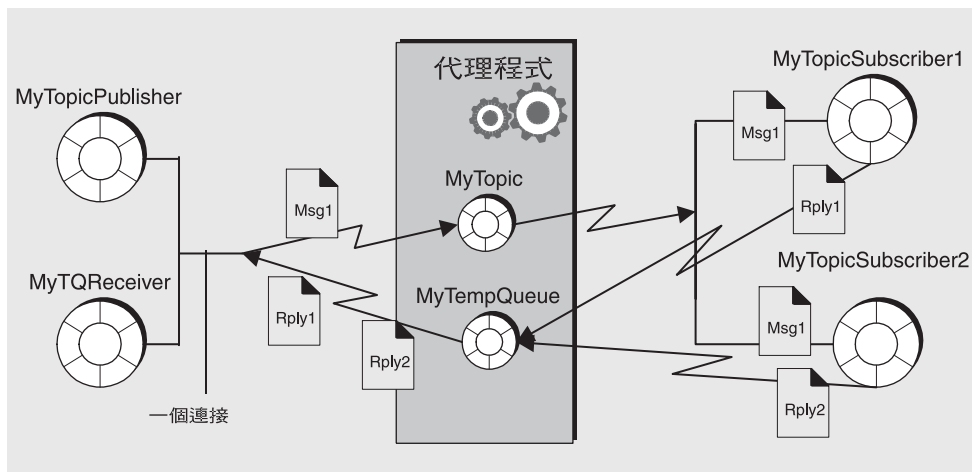 MyTopicPublisher
MyTQReceiver
一個連接
Msg1
Rply1
Rply2
代理程式
MyTopic
MyTempQueue
MyTopicSubscriber1
Msg1
Rply1
MyTopicSubscriber2
Msg1
Rply2